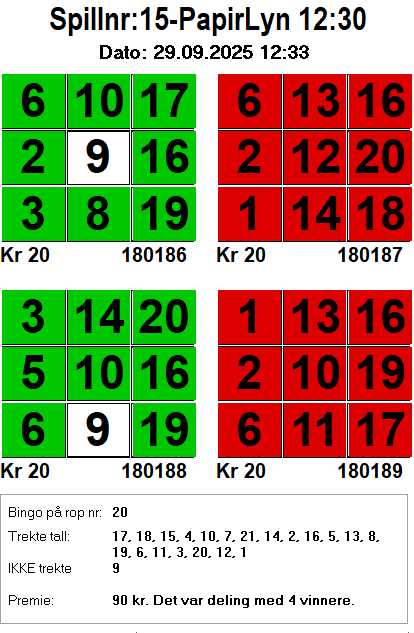 Spillnr:15-PapirLyn 12:30
Dato: 29.09.2025 12:33
6 10 17 6 13 16
2 9 16 2 12 20
3 8 19 1 14 18
Kr 20 180186 Kr 20 180187
3 14 20 1 13 16
5 10 16 2 10 19
6 9 19 6 11 17
Kr 20 180188 Kr 20 180189
Bingo på rop nr: 20
Trekte tall: 17, 18, 15, 4, 10, 7, 21, 14, 2, 16, 5, 13, 8,
19, 6, 11, 3, 20, 12, 1
IKKE trekte 9
Premie: 90 kr. Det var deling med 4 vinnere.